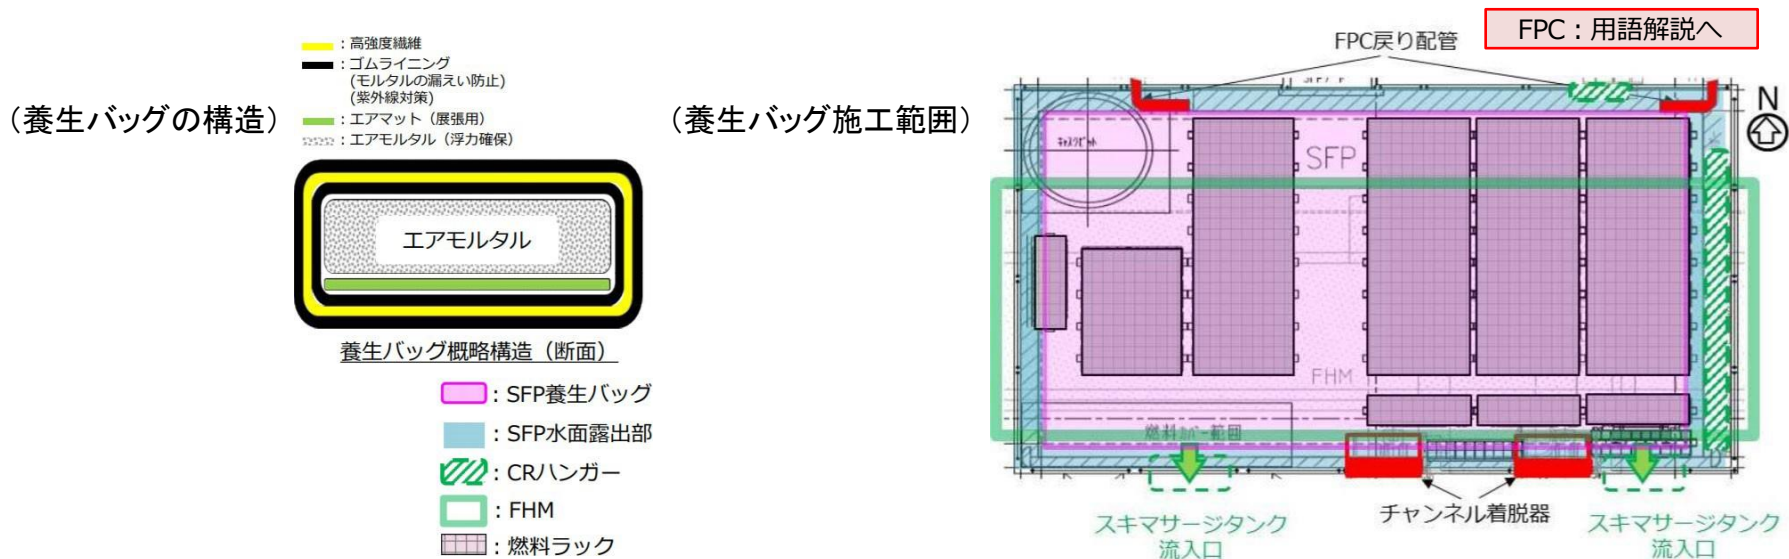 FPC：用語解説へ
：高強度繊維
：ゴムライニング
(モルタルの漏えい防止)
(紫外線対策)
：エアマット（展張用）
：エアモルタル（浮力確保）
（養生バッグの構造）
エアモルタル
養生バッグ概略構造（断面）
：SFP養生バッグ
：SFP水面露出部
：CRハンガー
：FHM
：燃料ラック
（養生バッグ施工範囲）
FPC戻り配管
N
キャスクピット
SFP
FHM
燃料カバー範囲
チャンネル着脱器
スキマサージタンク
流入口
スキマサージタンク
流入口